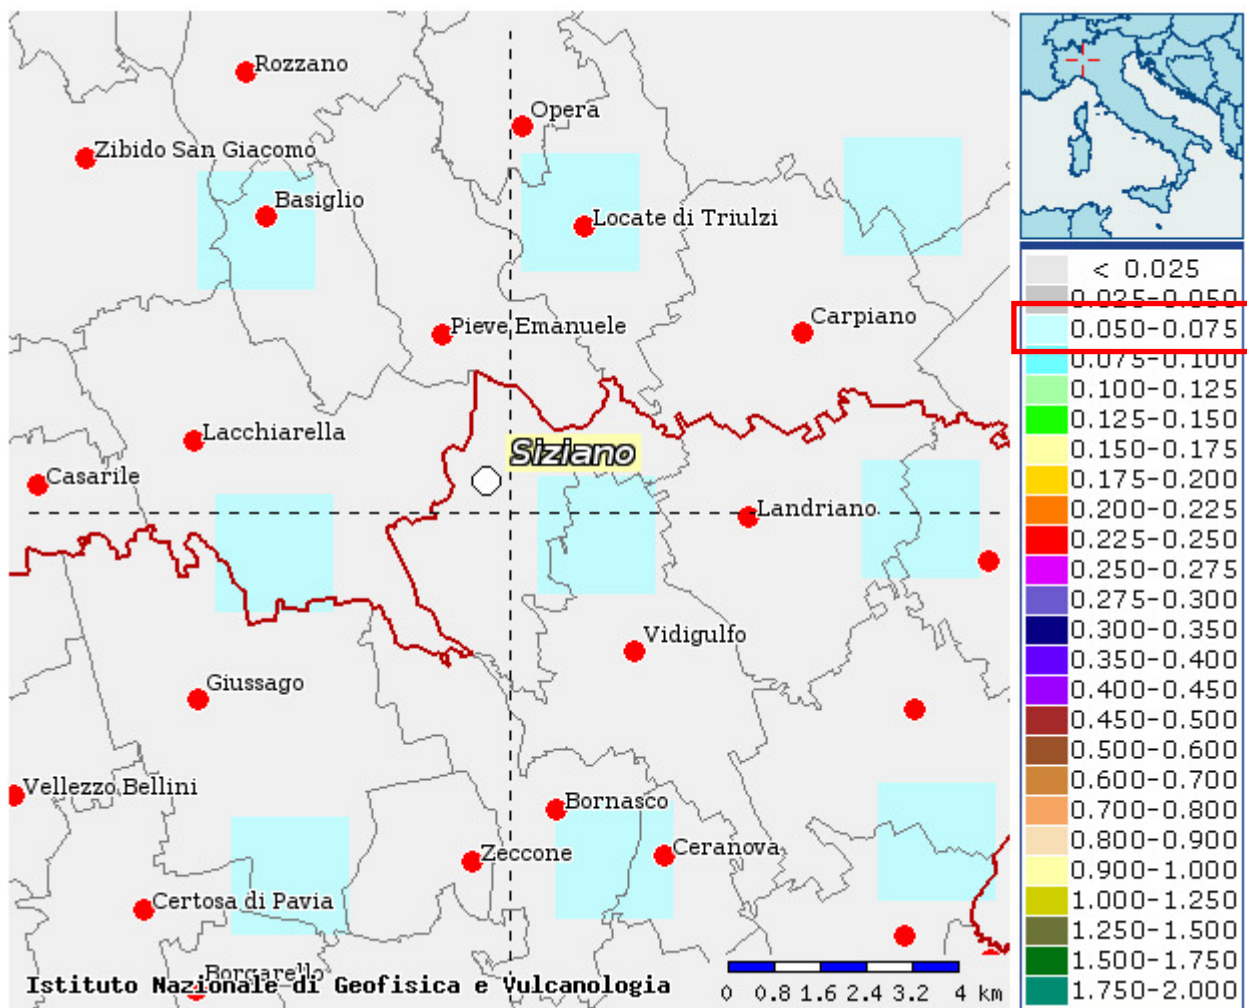 Rozzano
Opera
Zibido San Giacomo
Basiglio
Locate di Triulzi
Pieve Emanuele
Carpiano
Lacchiarella
Siziano
Casarile
Landriano
Vidigulfo
Giussago
Vellezzo Bellini
Bornasco
Zeccone
Ceranova
Certosa di Pavia
Borgarello
Istituto Nazionale di Geofisica e Vulcanologia
0 0.8 1.6 2.4 3.2 4 km
< 0.025
0.025-0.050
0.050-0.075
0.075-0.100
0.100-0.125
0.125-0.150
0.150-0.175
0.175-0.200
0.200-0.225
0.225-0.250
0.250-0.275
0.275-0.300
0.300-0.350
0.350-0.400
0.400-0.450
0.450-0.500
0.500-0.600
0.600-0.700
0.700-0.800
0.800-0.900
0.900-1.000
1.000-1.250
1.250-1.500
1.500-1.750
1.750-2.000